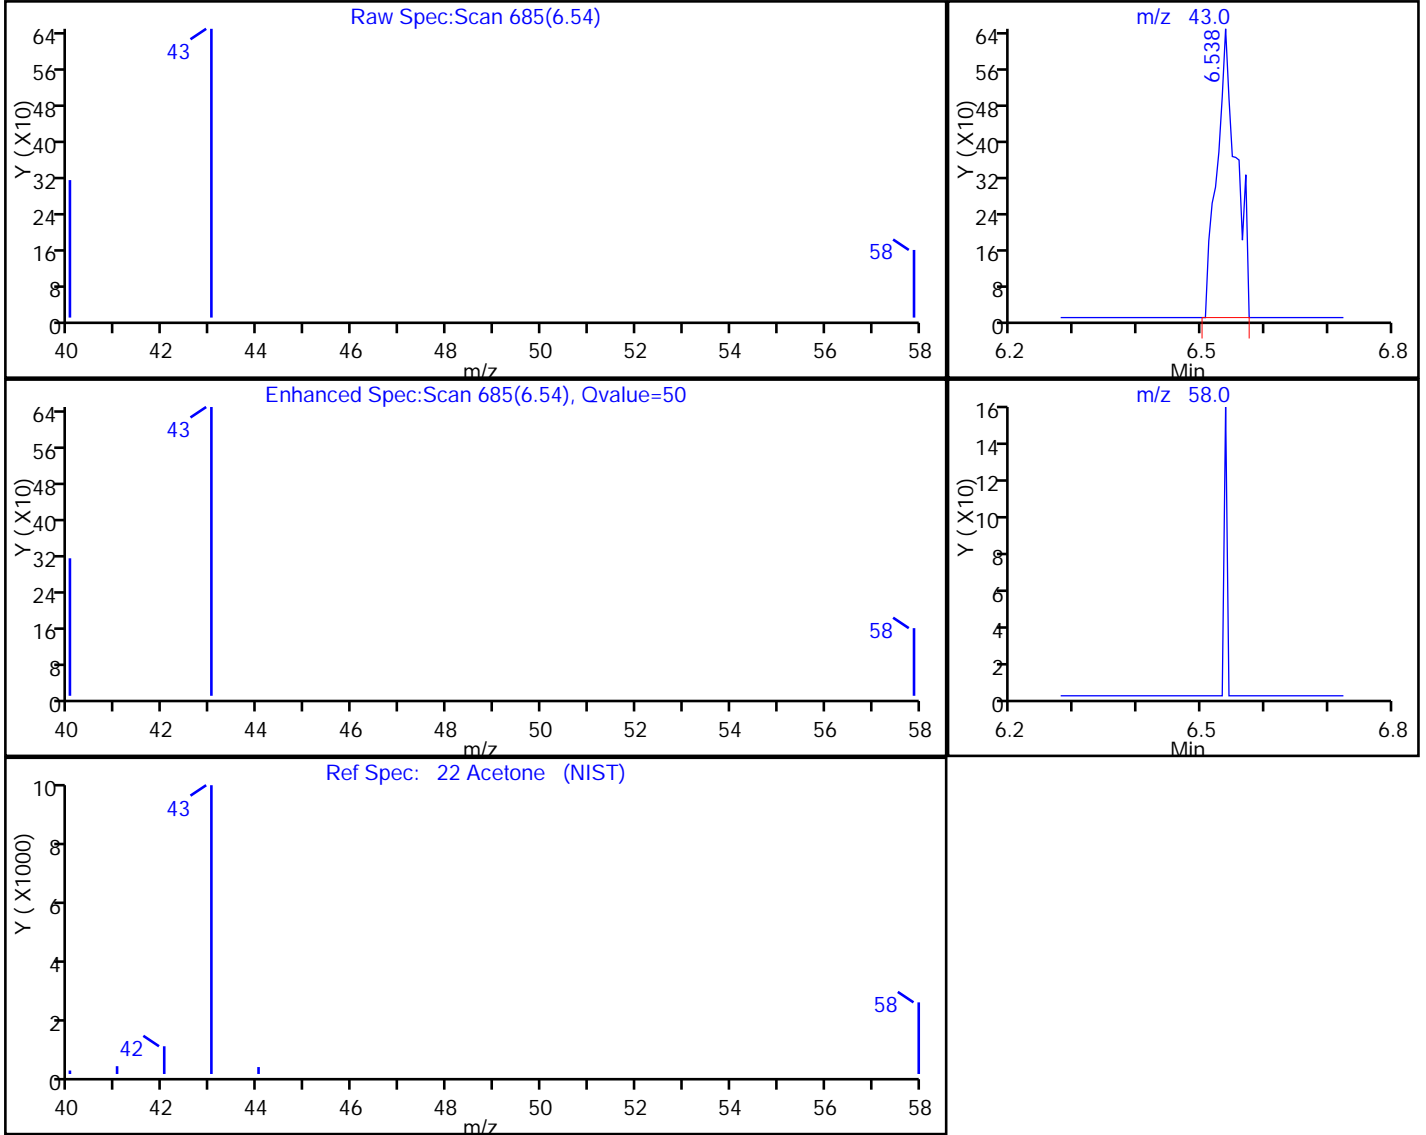 Raw Spec:Scan 685(6.54)
Y ( X10)
64
56
48
40
32
24
16
8
0
43
58
40 42 44 46 48 50 52 54 56 58
m/z
m/z 43.0
Y ( X10)
64
56
48
40
32
24
16
8
0
6.538
6.2 6.5 6.8
Min
Enhanced Spec:Scan 685(6.54), Qvalue=50
Y ( X10)
64
56
48
40
32
24
16
8
0
43
58
40 42 44 46 48 50 52 54 56 58
m/z
m/z 58.0
Y ( X10)
16
14
12
10
8
6
4
2
0
6.2 6.5 6.8
Min
Ref Spec: 22 Acetone (NIST)
Y ( X1000)
10
8
6
4
2
0
43
42
58
40 42 44 46 48 50 52 54 56 58
m/z